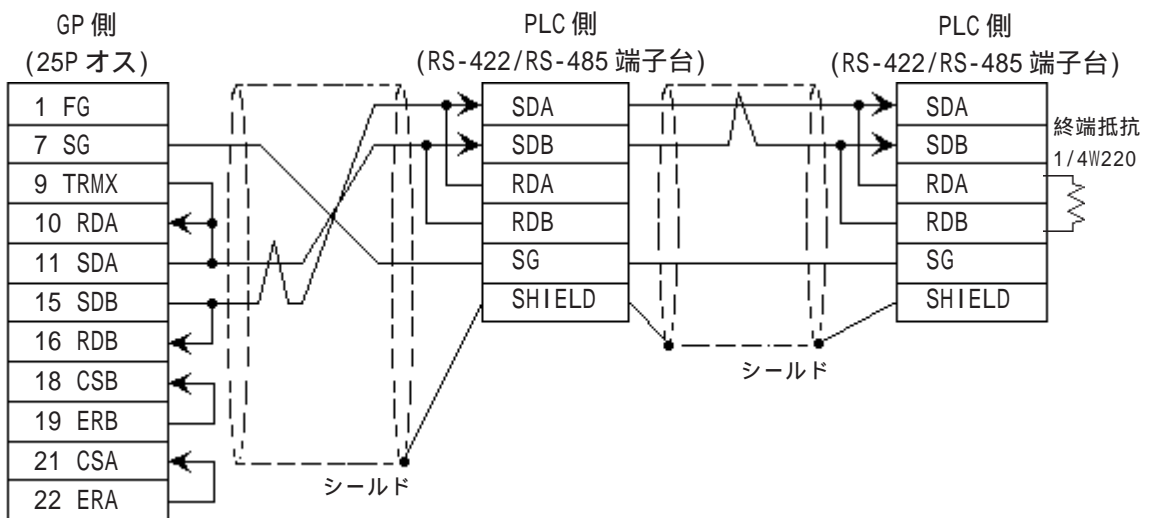 GP側
(25Pオス)
1 FG
7 SG
9 TRMX
10 RDA
11 SDA
15 SDB
16 RDB
18 CSB
19 ERB
21 CSA
22 ERA
シールド
PLC側
(RS-422/RS-485 端子台)
SDA
SDB
RDA
RDB
SG
SHIELD
シールド
PLC側
(RS-422/RS-485 端子台)
SDA
SDB
RDA
RDB
SG
SHIELD
終端抵抗
1/4W220